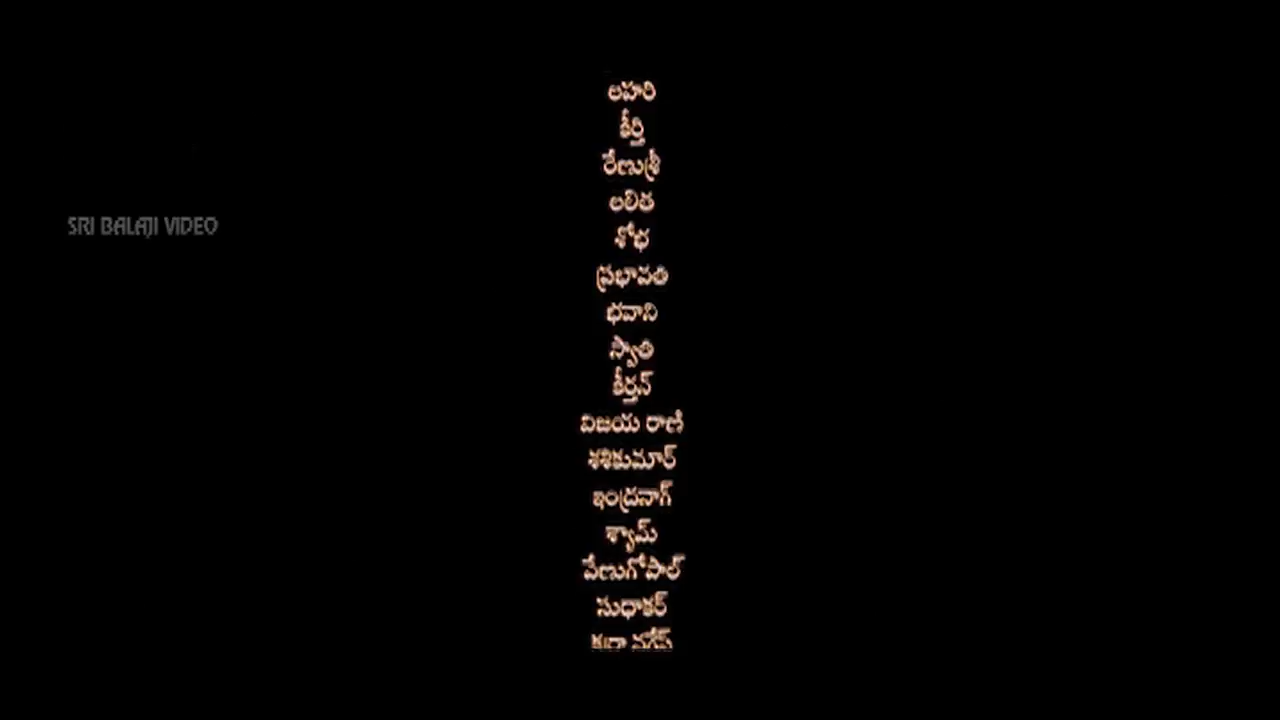 లహరి
కీర్తి
రేణుశ్రీ
లలిత
శోభ
ప్రభావతి
భవాని
స్వాతి
కీర్తన్
విజయ రాణి
శశికుమార్
ఇంద్రనాగ్
శ్యామ్
వేణుగోపాల్
సుధాకర్
SRI BALAJI VIDEO